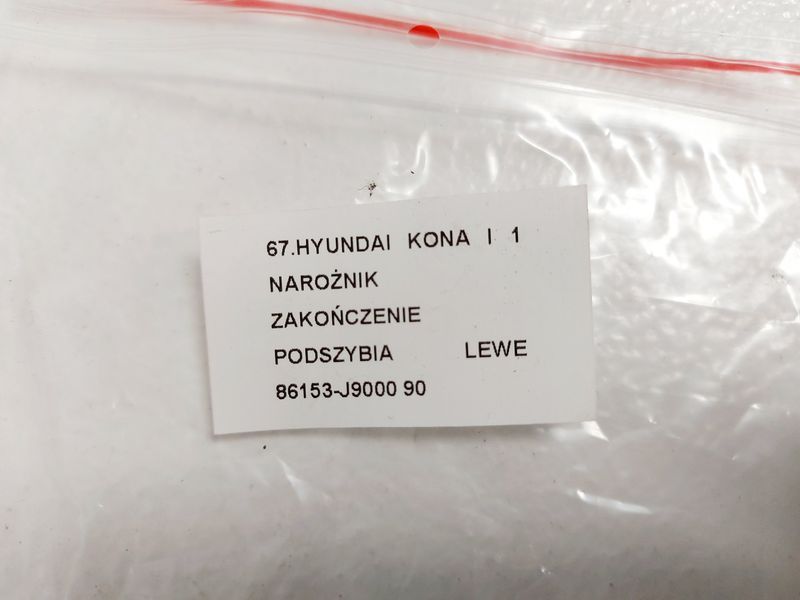 67.HYUNDAI KONA I 1
NAROŻNIK
ZAKOŃCZENIE
PODSZYBIA LEWE
86153-J9000 90